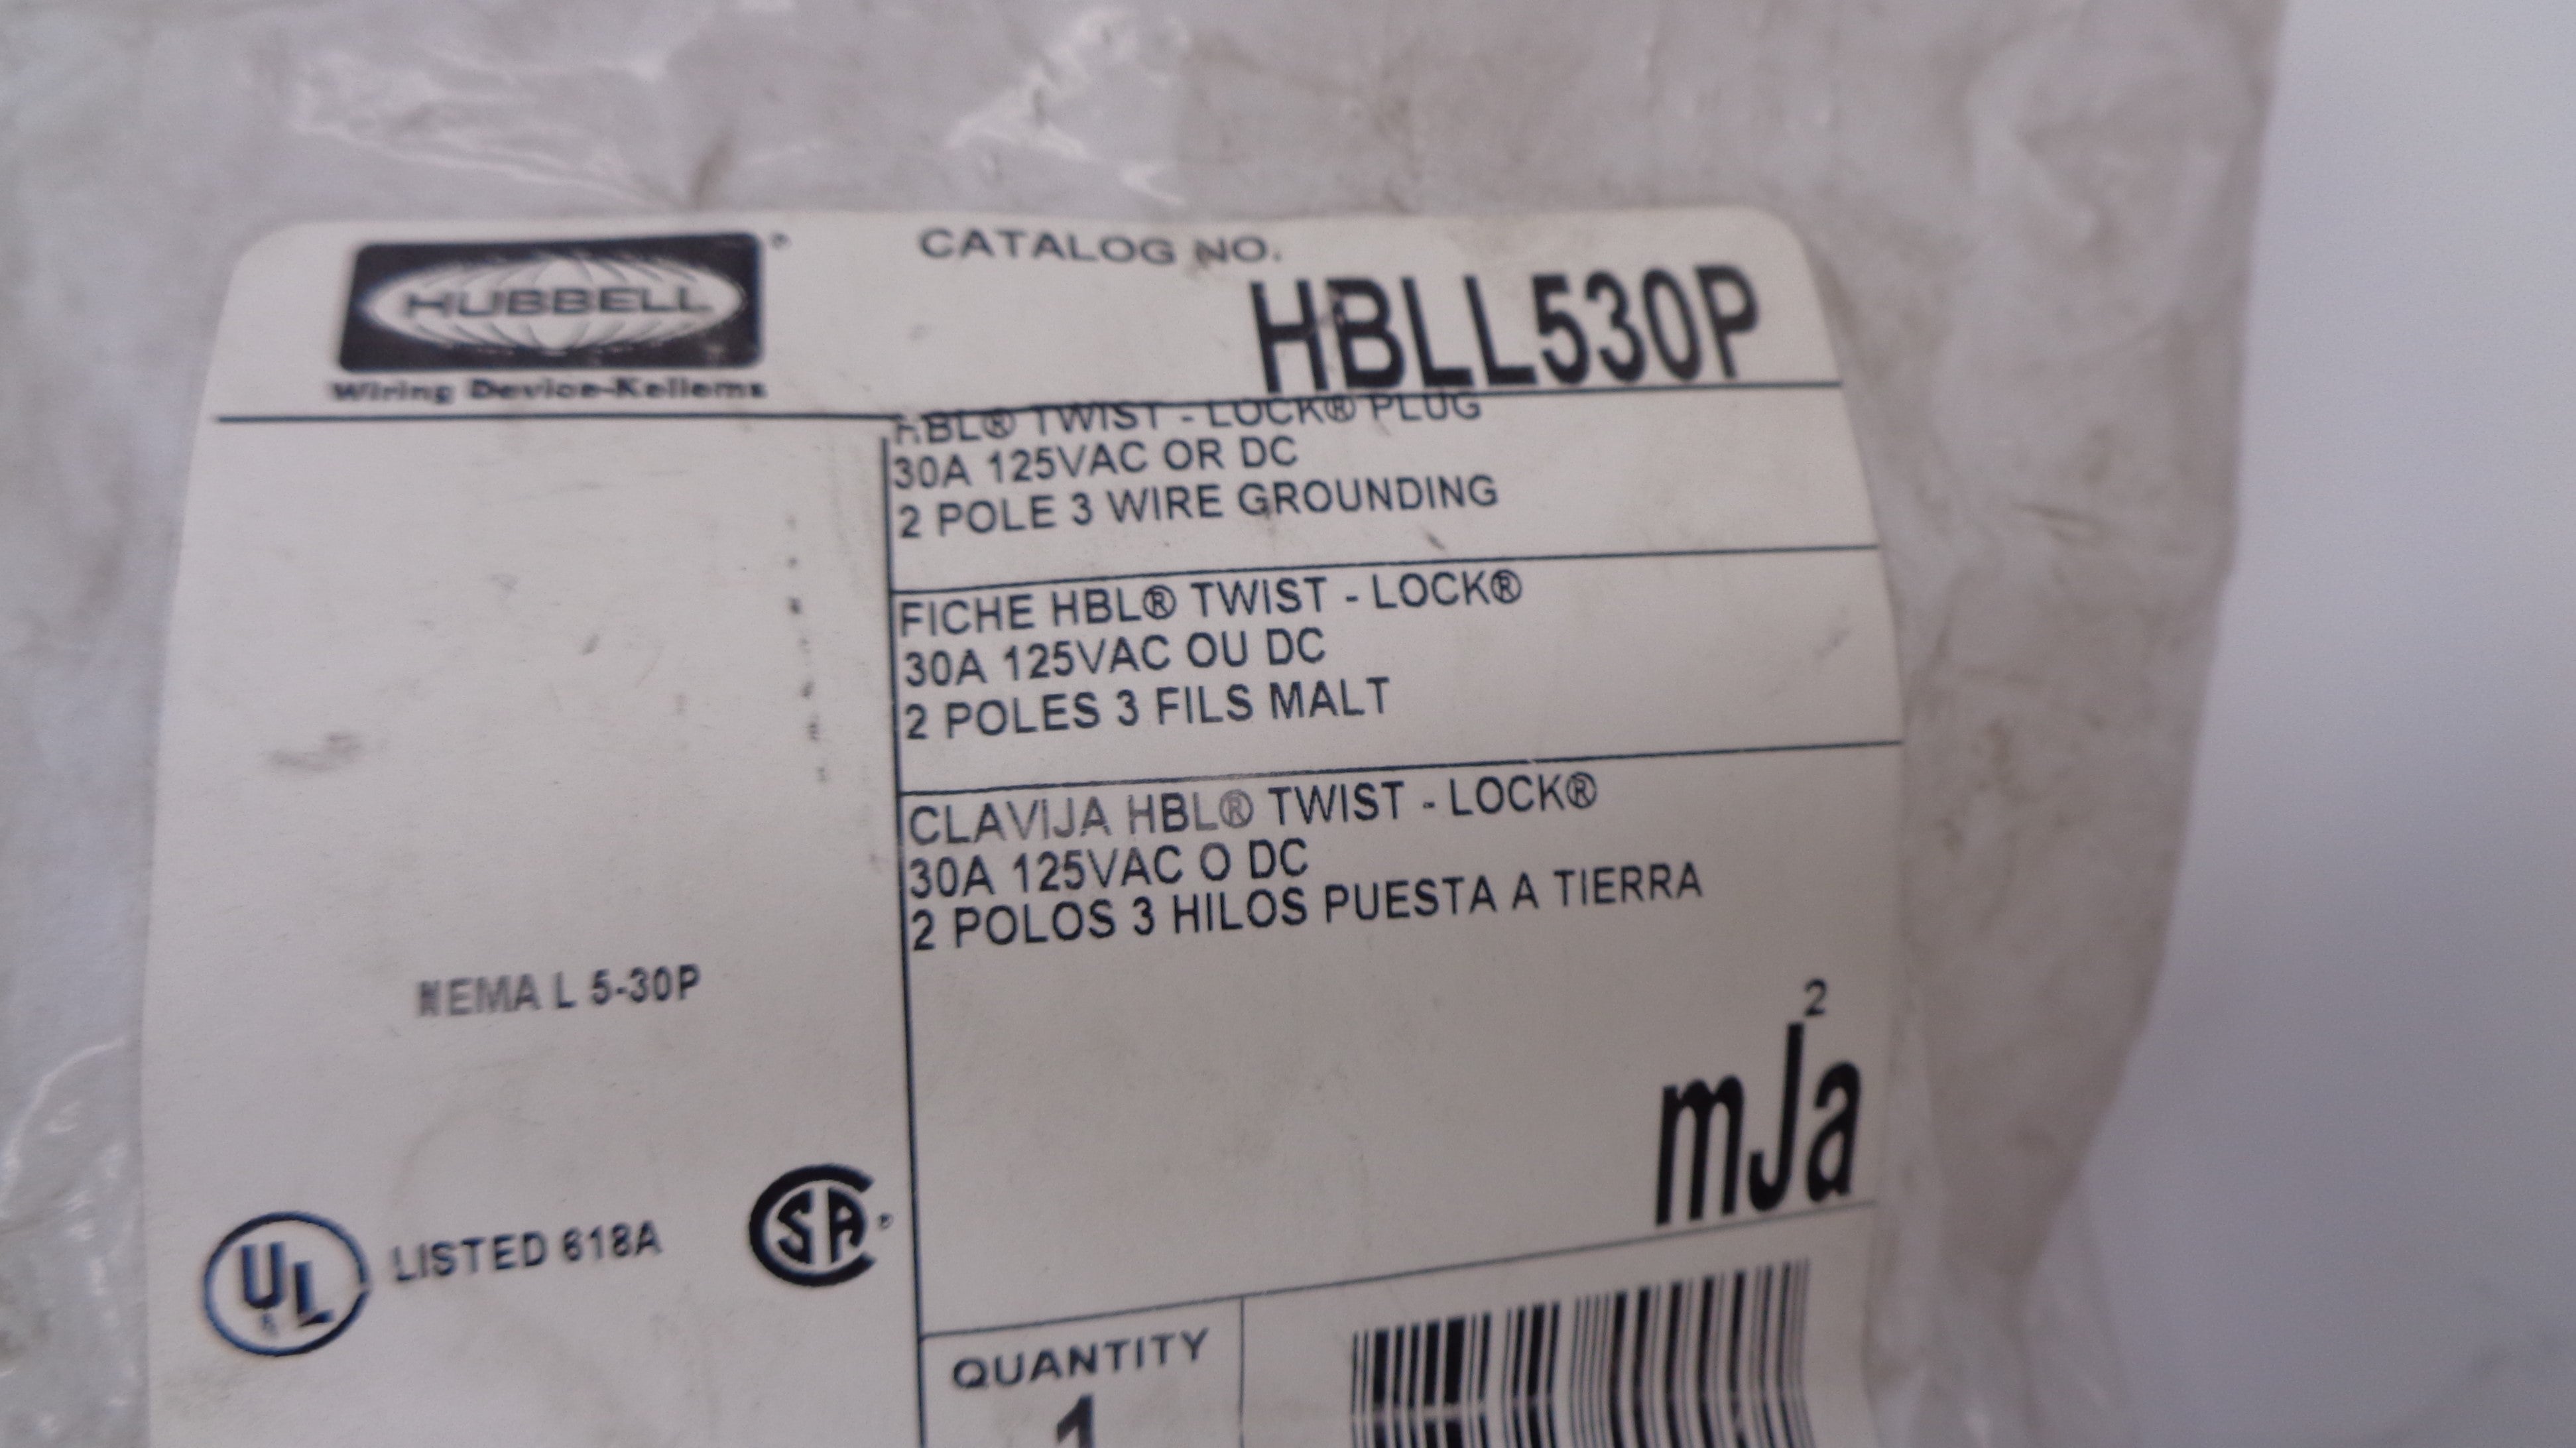 HUBBELL®
Wiring Device-Kellems
CATALOG NO.
HBLL530P
HBL® TWIST - LOCK® PLUG
30A 125VAC OR DC
2 POLE 3 WIRE GROUNDING
FICHE HBL® TWIST - LOCK®
30A 125VAC OU DC
2 POLES 3 FILS MALT
CLAVIJA HBL® TWIST - LOCK®
30A 125VAC O DC
2 POLOS 3 HILOS PUESTA A TIERRA
NEMA L 5-30P
2
mJa
UL LISTED 618A
CSA®
QUANTITY
1